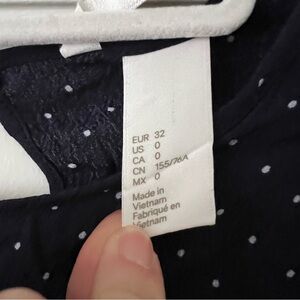 EUR 32
US 0
CA 0
CN 155/76A
MX 0
Made in
Vietnam
Fabriqué en
Vietnam